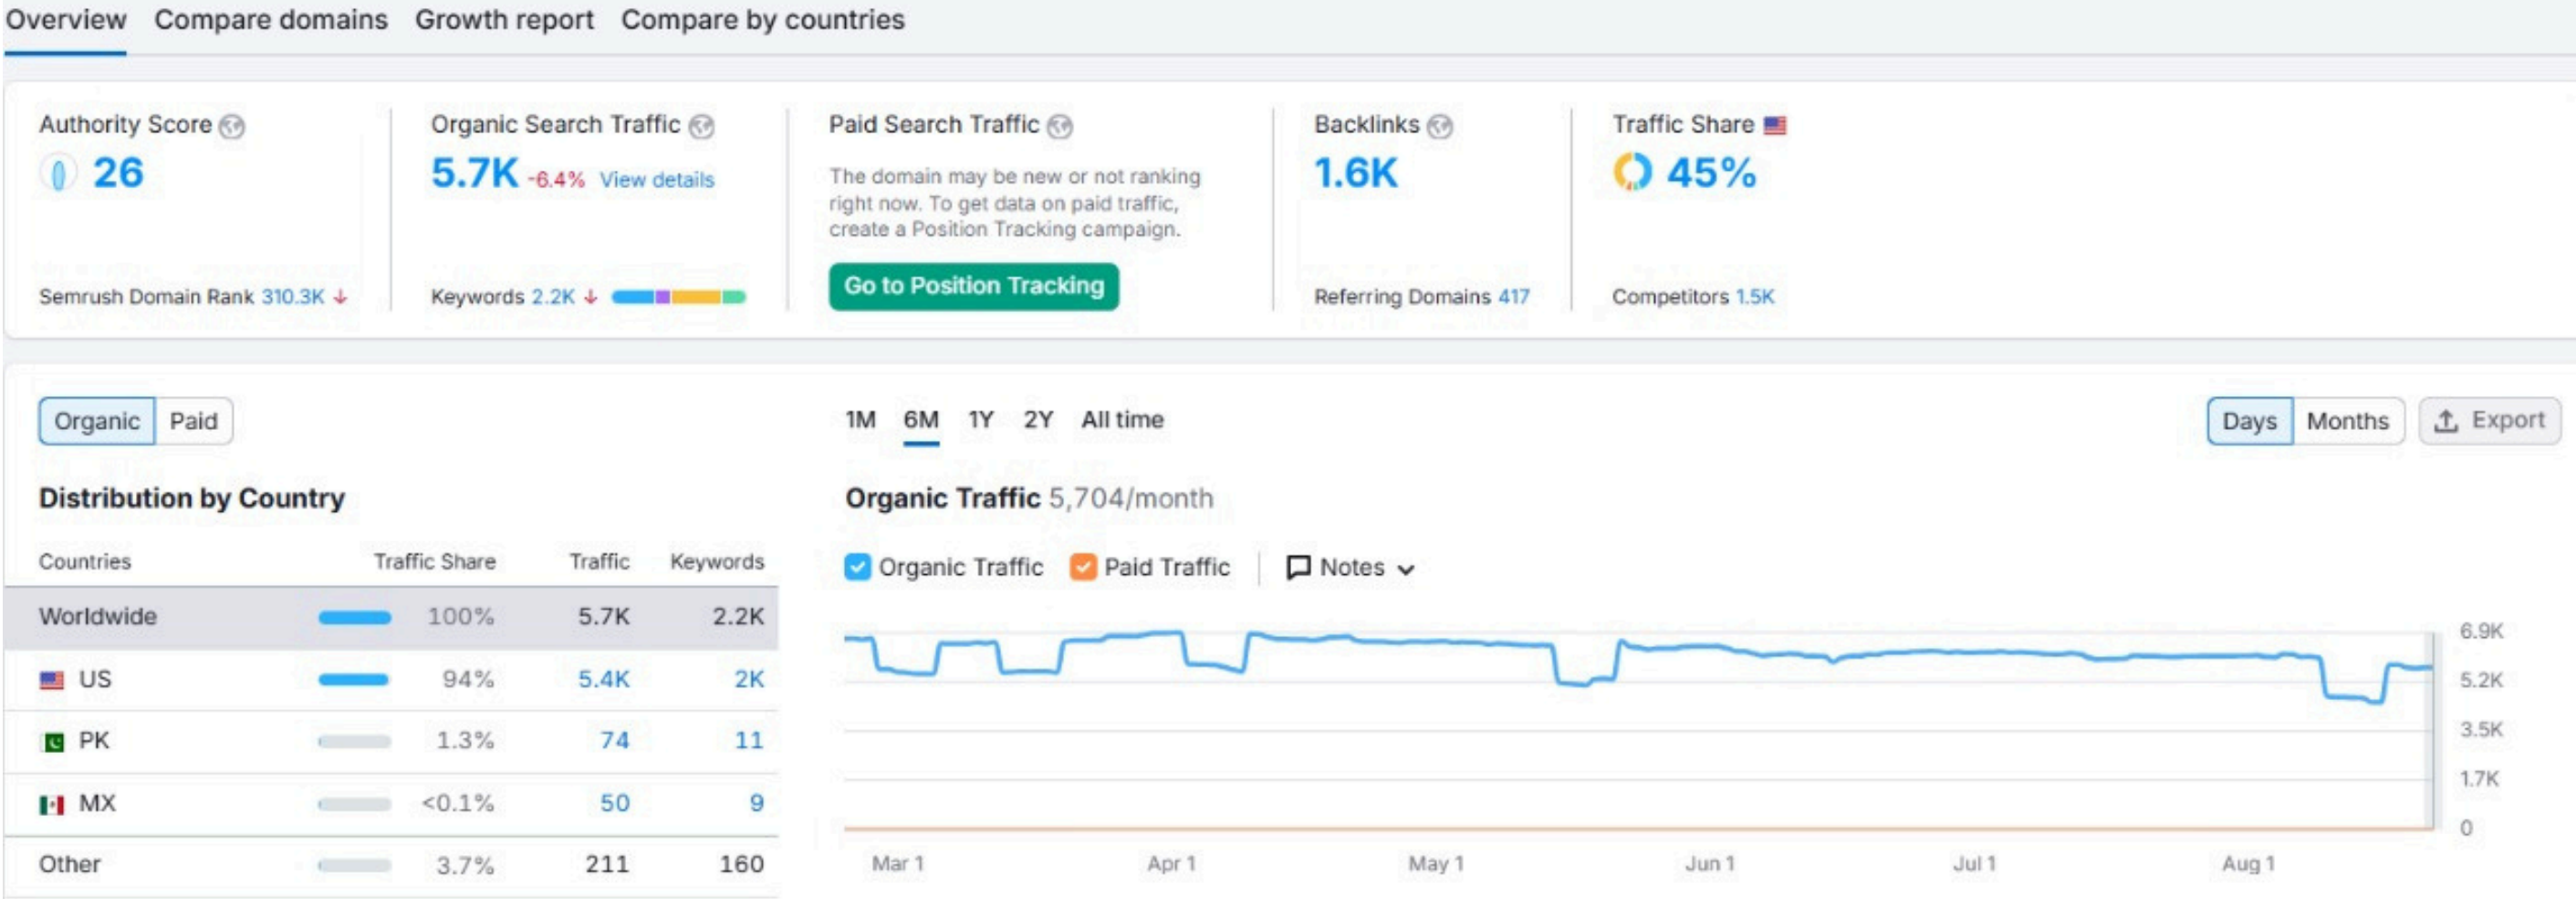 Overview Compare domains Growth report Compare by countries
Authority Score Organic Search Traffic Paid Search Traffic Backlinks Traffic Share
26 5.7K -6.4% View details 1.6K 45%
The domain may be new or not ranking
right now. To get data on paid traffic,
create a Position Tracking campaign.
Go to Position Tracking
Semrush Domain Rank 310.3K ↓ Keywords 2.2K ↓ Referring Domains 417 Competitors 1.5K
Organic Paid
1M 6M 1Y 2Y All time
Days Months Export
Distribution by Country
Countries Traffic Share Traffic Keywords
Worldwide 100% 5.7K 2.2K
US 94% 5.4K 2K
PK 1.3% 74 11
MX <0.1% 50 9
Other 3.7% 211 160
Organic Traffic 5,704/month
Organic Traffic Paid Traffic Notes
6.9K
5.2K
3.5K
1.7K
0
Mar 1 Apr 1 May 1 Jun 1 Jul 1 Aug 1